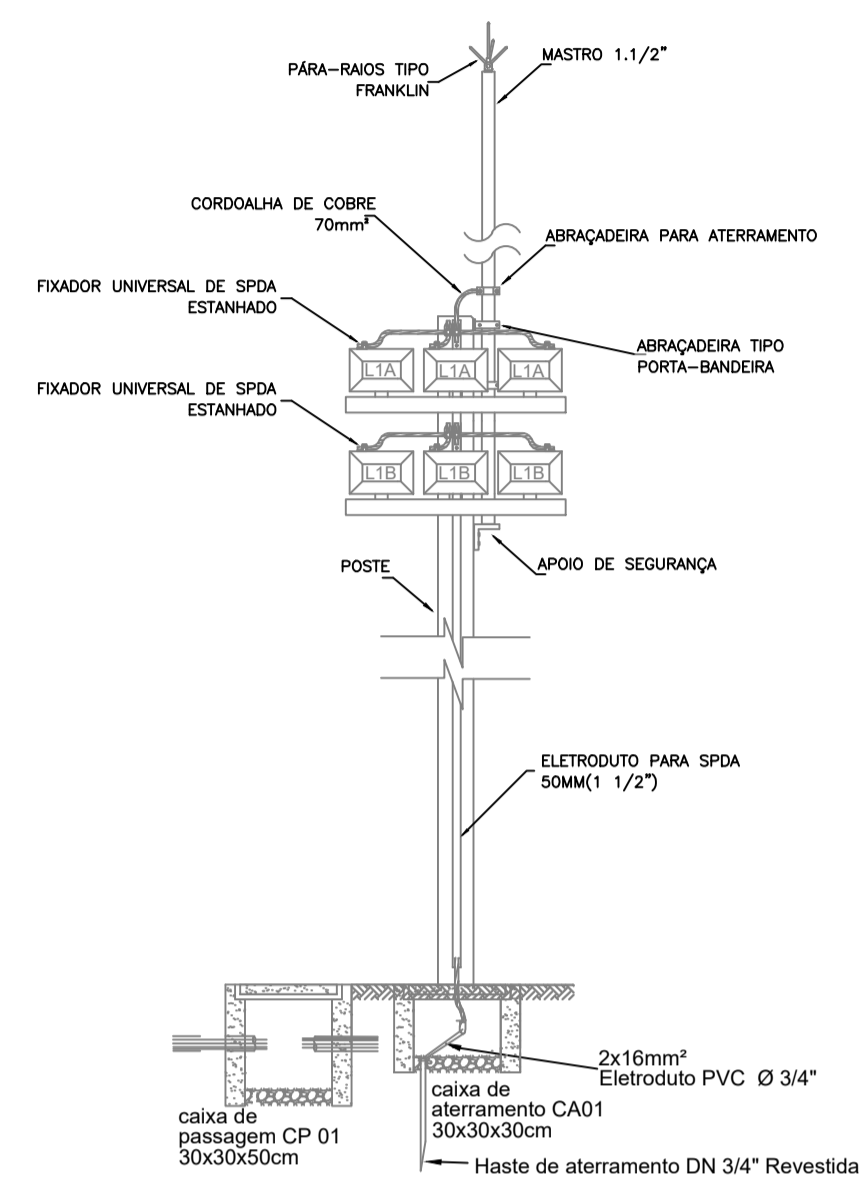 PÁRA-RAIOS TIPO
FRANKLIN
MASTRO 1.1/2"
CORDOALHA DE COBRE
70mm²
ABRAÇADEIRA PARA ATERRAMENTO
FIXADOR UNIVERSAL DE SPDA
ESTANHADO
ABRAÇADEIRA TIPO
PORTA-BANDEIRA
L1A L1A L1A
FIXADOR UNIVERSAL DE SPDA
ESTANHADO
L1B L1B L1B
POSTE
APOIO DE SEGURANÇA
ELETRODUTO PARA SPDA
50MM(1 1/2")
2x16mm²
Eletroduto PVC Ø 3/4"
caixa de
passagem CP 01
30x30x50cm
caixa de
aterramento CA01
30x30x30cm
Haste de aterramento DN 3/4" Revestida